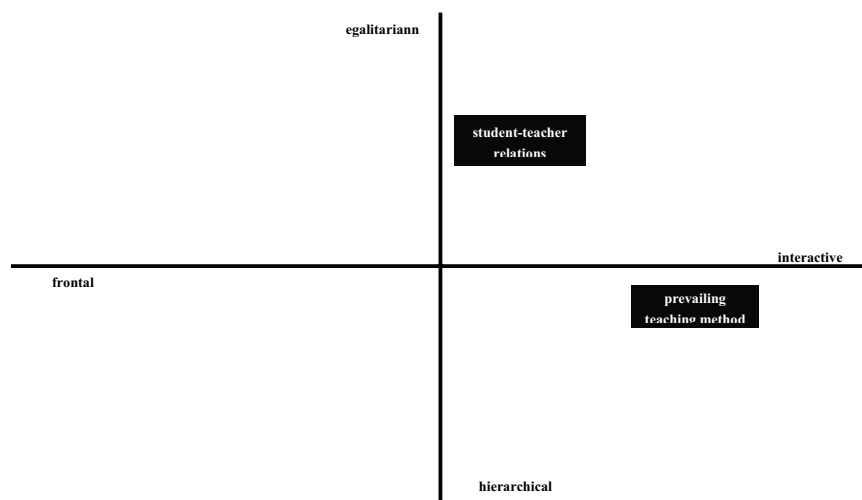 egalitariann
student-teacher
relations
interactive
frontal
prevailing
teaching method
hierarchical